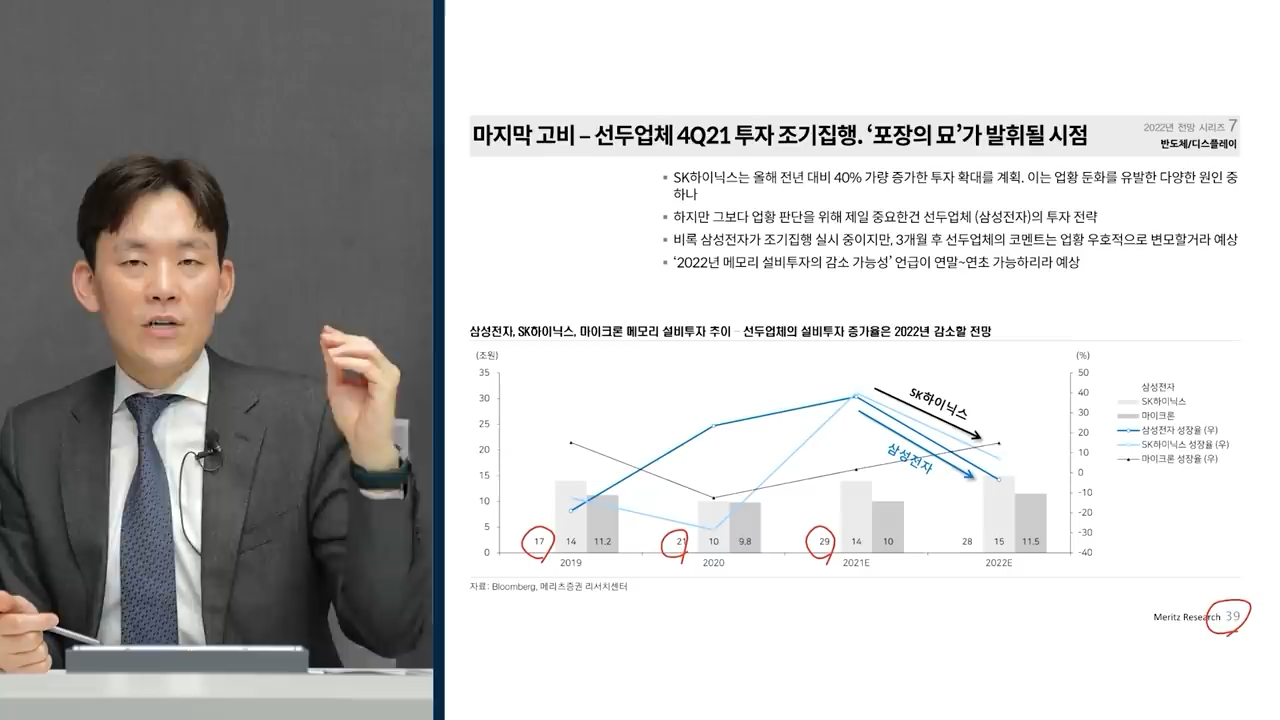 마지막 고비 – 선두업체 4Q21 투자 조기집행. ‘포장의 묘’가 발휘될 시점
2022년 전망 시리즈 7
반도체/디스플레이
▪ SK하이닉스는 올해 전년 대비 40% 가량 증가한 투자 확대를 계획. 이는 업황 둔화를 유발한 다양한 원인 중
하나
▪ 하지만 그보다 업황 판단을 위해 제일 중요한건 선두업체 (삼성전자)의 투자 전략
▪ 비록 삼성전자가 조기집행 실시 중이지만, 3개월 후 선두업체의 코멘트는 업황 우호적으로 변모할거라 예상
▪ ‘2022년 메모리 설비투자의 감소 가능성’ 언급이 연말~연초 가능하리라 예상
삼성전자, SK하이닉스, 마이크론 메모리 설비투자 추이 – 선두업체의 설비투자 증가율은 2022년 감소할 전망
(조원)
(%)
35
30
25
20
15
10
5
0
50
40
30
20
10
0
-10
-20
-30
-40
SK하이닉스
삼성전자
17 14 11.2
21 10 9.8
29 14 10
28 15 11.5
2019 2020 2021E 2022E
삼성전자
SK하이닉스
마이크론
삼성전자 성장율 (우)
SK하이닉스 성장율 (우)
마이크론 성장율 (우)
자료: Bloomberg, 메리츠증권 리서치센터
Meritz Research 39